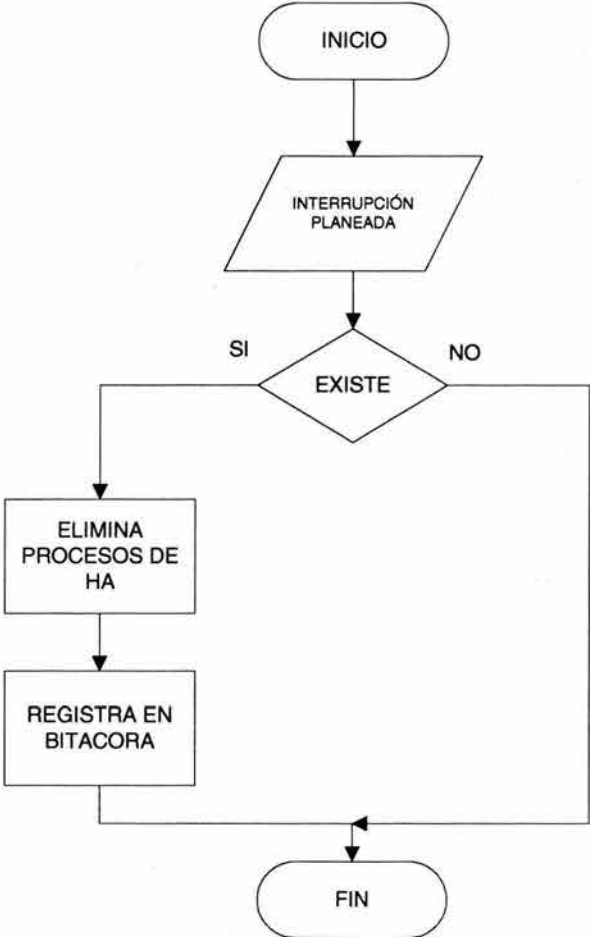 INICIO
INTERRUPCIÓN
PLANEADA
SI
NO
EXISTE
ELIMINA
PROCESOS DE
HA
REGISTRA EN
BITACORA
FIN